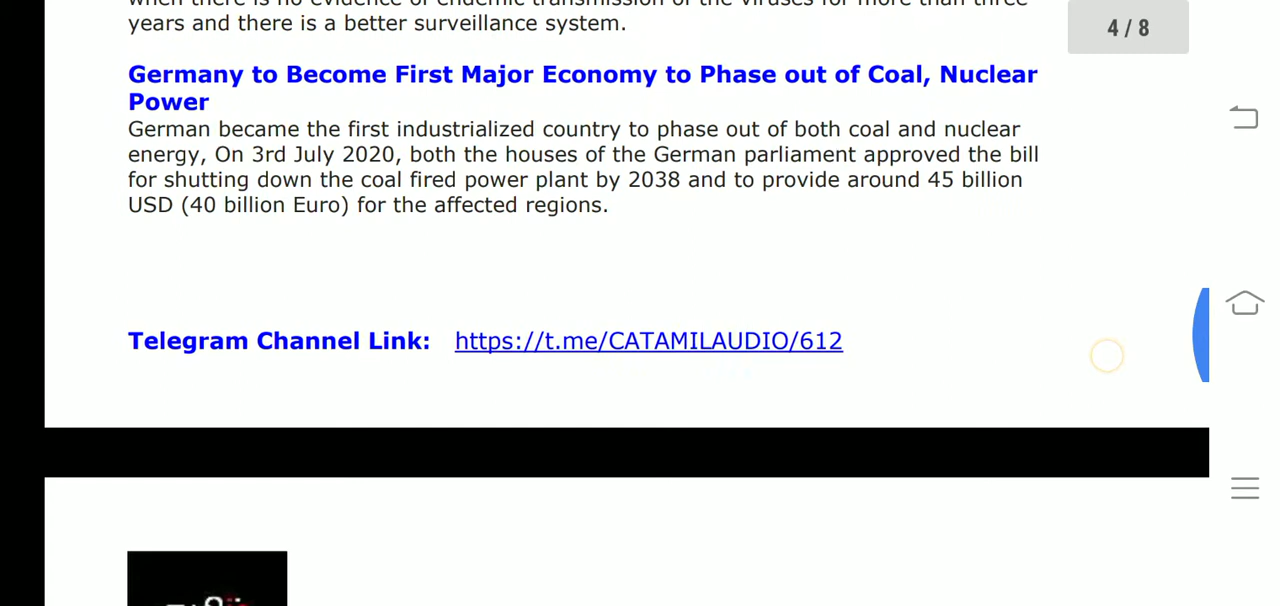 years and there is a better surveillance system.
4 / 8
Germany to Become First Major Economy to Phase out of Coal, Nuclear
Power
German became the first industrialized country to phase out of both coal and nuclear
energy, On 3rd July 2020, both the houses of the German parliament approved the bill
for shutting down the coal fired power plant by 2038 and to provide around 45 billion
USD (40 billion Euro) for the affected regions.
Telegram Channel Link: https://t.me/CATAMILAUDIO/612